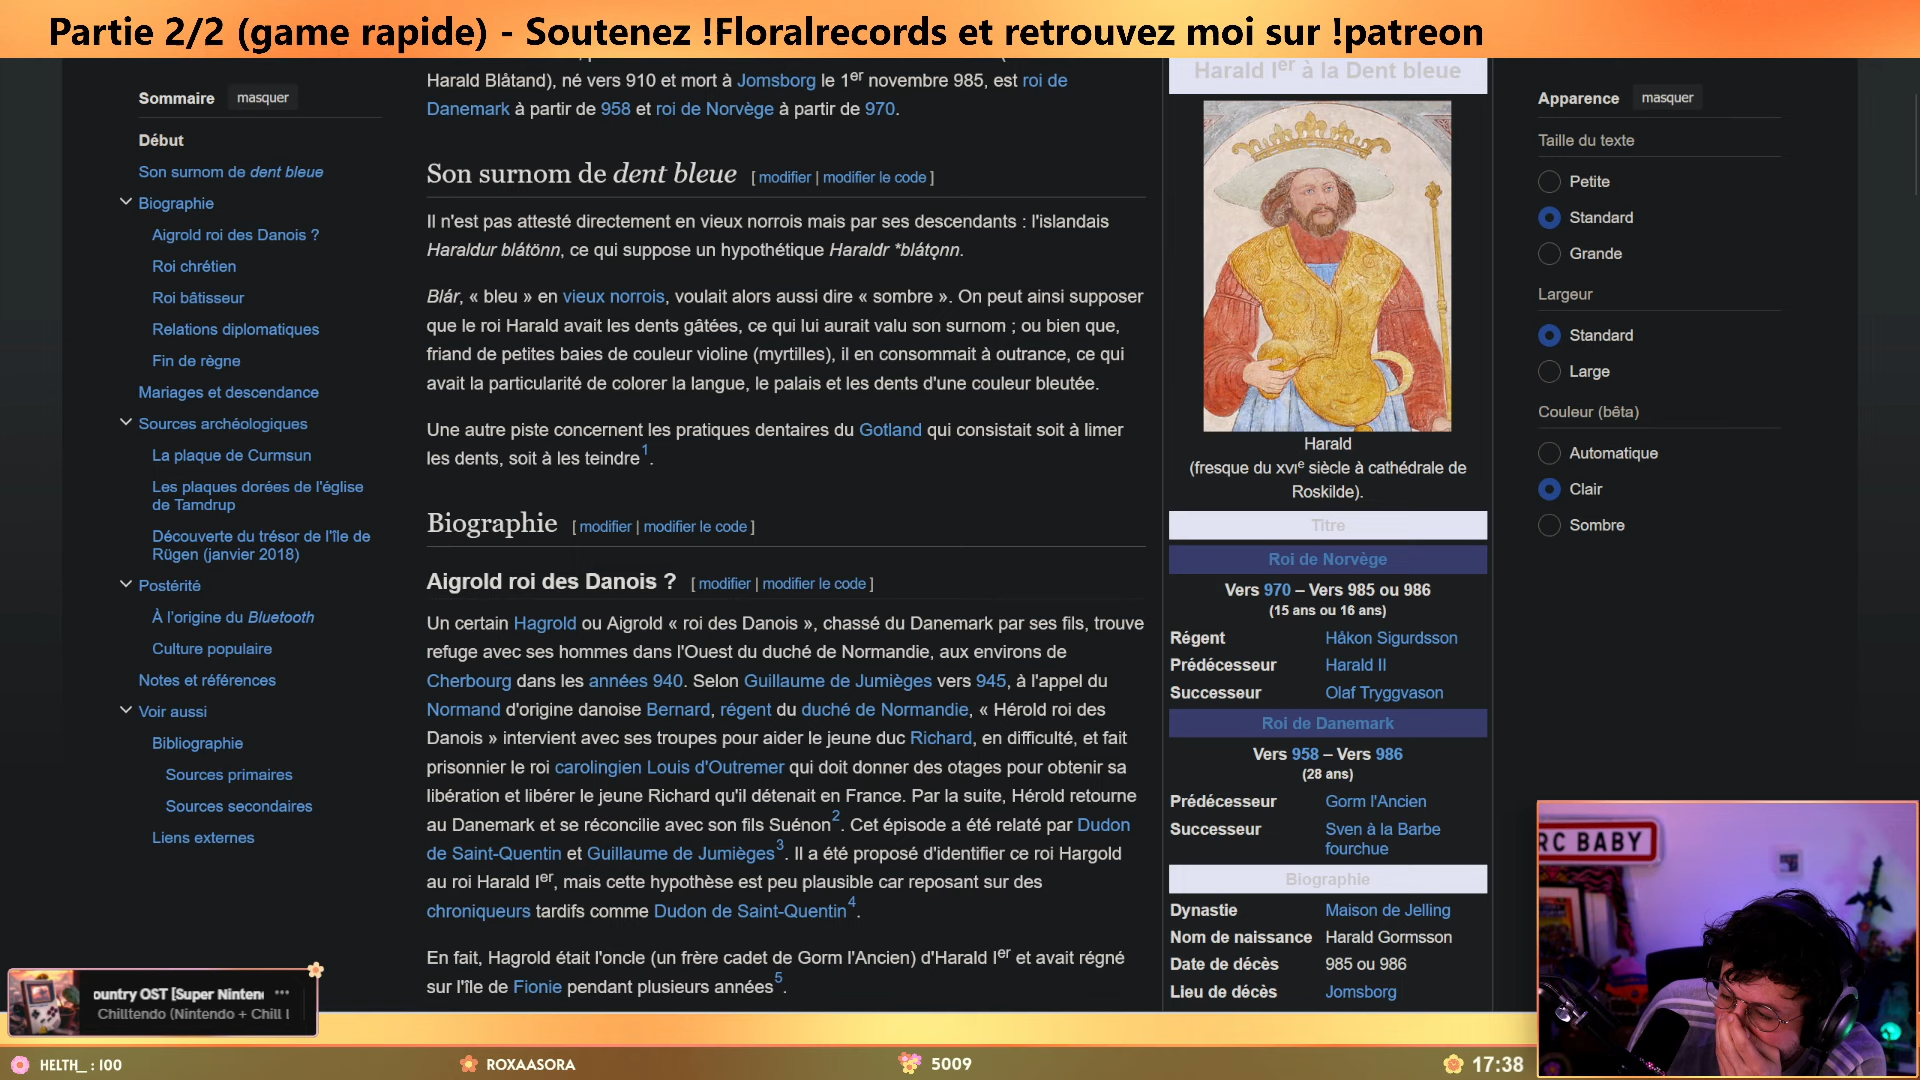 Partie 2/2 (game rapide) - Soutenez !Floralrecords et retrouvez moi sur !patreon
Sommaire masquer
Début
Son surnom de dent bleue
Biographie
Aigrold roi des Danois ?
Roi chrétien
Roi bâtisseur
Relations diplomatiques
Fin de règne
Mariages et descendance
Sources archéologiques
La plaque de Curmsun
Les plaques dorées de l'église
de Tamdrup
Découverte du trésor de l'île de
Rügen (janvier 2018)
Postérité
À l'origine du Bluetooth
Culture populaire
Notes et références
Voir aussi
Bibliographie
Sources primaires
Sources secondaires
Liens externes
Harald Blåtand), né vers 910 et mort à Jomsborg le 1er novembre 985, est roi de
Danemark à partir de 958 et roi de Norvège à partir de 970.
Son surnom de dent bleue [ modifier | modifier le code ]
Il n'est pas attesté directement en vieux norrois mais par ses descendants : l'islandais
Haraldur blátönn, ce qui suppose un hypothétique Haraldr *blátǫnn.
Blár, « bleu » en vieux norrois, voulait alors aussi dire « sombre ». On peut ainsi supposer
que le roi Harald avait les dents gâtées, ce qui lui aurait valu son surnom ; ou bien que,
friand de petites baies de couleur violine (myrtilles), il en consommait à outrance, ce qui
avait la particularité de colorer la langue, le palais et les dents d'une couleur bleutée.
Une autre piste concernent les pratiques dentaires du Gotland qui consistait soit à limer
les dents, soit à les teindre1.
Biographie [ modifier | modifier le code ]
Aigrold roi des Danois ? [ modifier | modifier le code ]
Un certain Hagrold ou Aigrold « roi des Danois », chassé du Danemark par ses fils, trouve
refuge avec ses hommes dans l'Ouest du duché de Normandie, aux environs de
Cherbourg dans les années 940. Selon Guillaume de Jumièges vers 945, à l'appel du
Normand d'origine danoise Bernard, régent du duché de Normandie, « Hérold roi des
Danois » intervient avec ses troupes pour aider le jeune duc Richard, en difficulté, et fait
prisonnier le roi carolingien Louis d'Outremer qui doit donner des otages pour obtenir sa
libération et libérer le jeune Richard qu'il détenait en France. Par la suite, Hérold retourne
au Danemark et se réconcilie avec son fils Suénon2. Cet épisode a été relaté par Dudon
de Saint-Quentin et Guillaume de Jumièges3. Il a été proposé d'identifier ce roi Hargold
au roi Harald Ier, mais cette hypothèse est peu plausible car reposant sur des
chroniqueurs tardifs comme Dudon de Saint-Quentin4.
En fait, Hagrold était l'oncle (un frère cadet de Gorm l'Ancien) d'Harald Ier et avait régné
sur l'île de Fionie pendant plusieurs années5.
Harald Ier à la Dent bleue
Harald
(fresque du XVIe siècle à cathédrale de
Roskilde).
Titre
Roi de Norvège
Vers 970 – Vers 985 ou 986
(15 ans ou 16 ans)
Régent Håkon Sigurdsson
Prédécesseur Harald II
Successeur Olaf Tryggvason
Roi de Danemark
Vers 958 – Vers 986
(28 ans)
Prédécesseur Gorm l'Ancien
Successeur Sven à la Barbe
fourchue
Biographie
Dynastie Maison de Jelling
Nom de naissance Harald Gormsson
Date de décès 985 ou 986
Lieu de décès Jomsborg
Apparence masquer
Taille du texte
Petite
Standard
Grande
Largeur
Standard
Large
Couleur (bêta)
Automatique
Clair
Sombre
RC BABY
ountry OST [Super Ninten
Chilltendo (Nintendo + Chill
HELTH_ : 100
ROXAASORA
5009
17:38